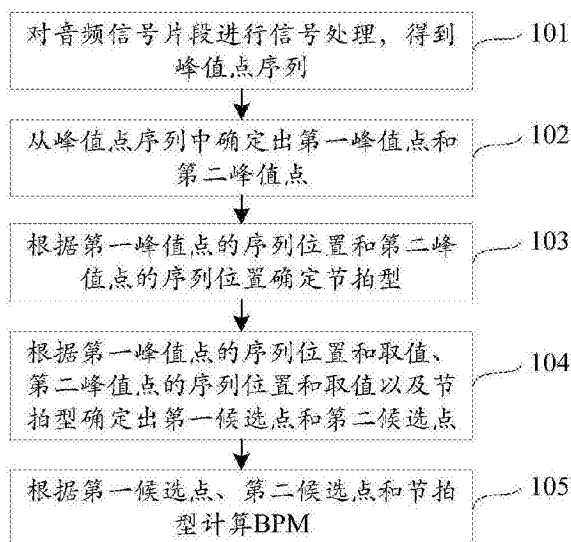 对音频信号片段进行信号处理，得到
峰值点序列
101
从峰值点序列中确定出第一峰值点和
第二峰值点
102
根据第一峰值点的序列位置和第二峰
值点的序列位置确定节拍型
103
根据第一峰值点的序列位置和取值、
第二峰值点的序列位置和取值以及节
拍型确定出第一候选点和第二候选点
104
根据第一候选点、第二候选点和节拍
型计算BPM
105